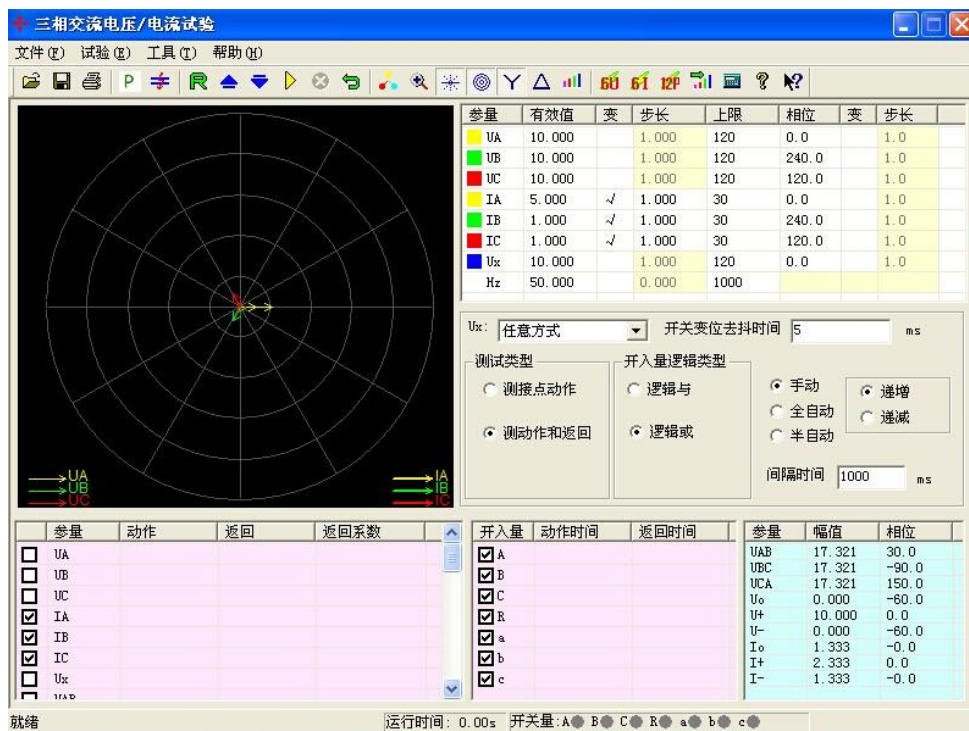 三相交流电压/电流试验
文件(F) 试验(E) 工具(T) 帮助(H)
P R 6U 6I 12P ? ?
参量 有效值 变 步长 上限 相位 变 步长
UA 10.000 1.000 120 0.0 1.0
UB 10.000 1.000 120 240.0 1.0
UC 10.000 1.000 120 120.0 1.0
IA 5.000 √ 1.000 30 0.0 1.0
IB 1.000 √ 1.000 30 240.0 1.0
IC 1.000 √ 1.000 30 120.0 1.0
Ux 10.000 1.000 120 0.0 1.0
Hz 50.000 0.000 1000
Ux: 任意方式 开关变位去抖时间 5 ms
测试类型
测接点动作
测动作和返回
开入量逻辑类型
逻辑与
逻辑或
手动
全自动
半自动
递增
递减
间隔时间 1000 ms
UA
UB
UC
IA
IB
IC
参量 动作 返回 返回系数
UA
UB
UC
IA
IB
IC
Ux
UAB
开入量 动作时间 返回时间
A
B
C
R
a
b
c
参量 幅值 相位
UAB 17.321 30.0
UBC 17.321 -90.0
UCA 17.321 150.0
Uo 0.000 -60.0
U+ 10.000 0.0
U- 0.000 -60.0
Io 1.333 -0.0
I+ 2.333 0.0
I- 1.333 -0.0
就绪 运行时间: 0.00s 开关量:A B C R a b c